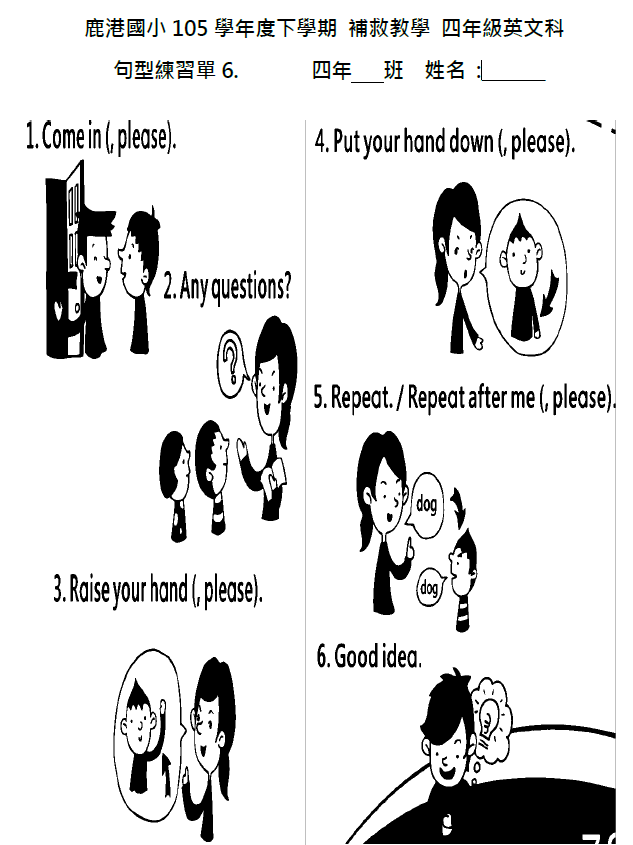 鹿港國小 105 學年度下學期 補救教學 四年級英文科
句型練習單 6. 四年___班 姓名 :______
1. Come in (, please).
2. Any questions?
?
3. Raise your hand (, please).
4. Put your hand down (, please).
5. Repeat. / Repeat after me (, please).
dog
dog
6. Good idea.